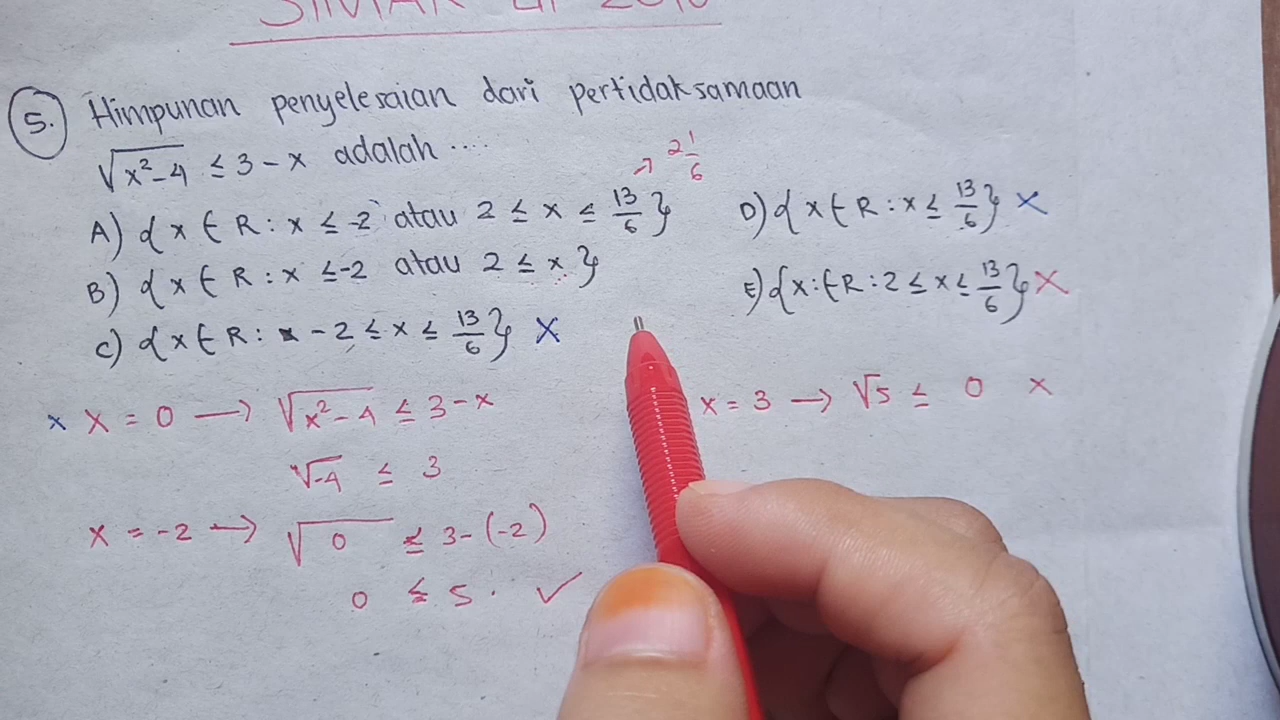 5. Himpunan penyelesaian dari pertidaksamaan
√x²-4 ≤ 3-x adalah ....
→ 2 1/6
A) {x ∈ R : x ≤ -2 atau 2 ≤ x ≤ 13/6}
B) {x ∈ R : x ≤ -2 atau 2 ≤ x}
C) {x ∈ R : -2 ≤ x ≤ 13/6} X
D) {x ∈ R : x ≤ 13/6} X
E) {x : ∈ R : 2 ≤ x ≤ 13/6} X
x X = 0 → √x²-4 ≤ 3-x
√-4 ≤ 3
X = -2 → √0 ≤ 3-(-2)
0 ≤ 5. ✓
x = 3 → √5 ≤ 0 X